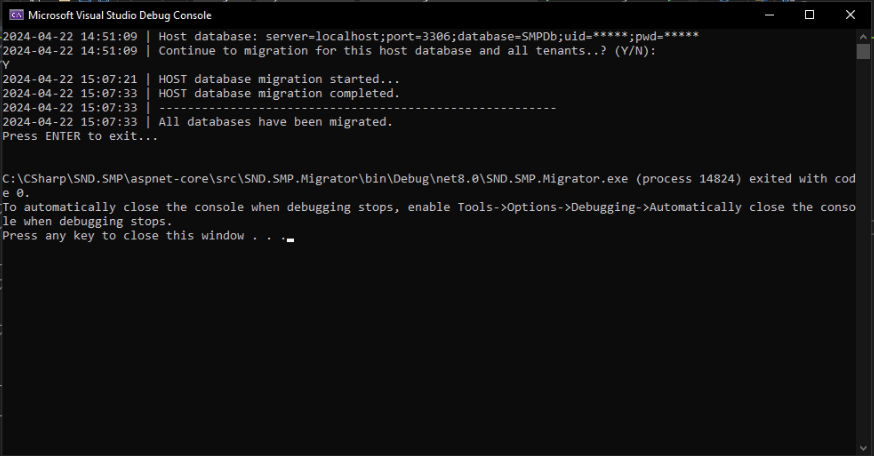 Microsoft Visual Studio Debug Console
2024-04-22 14:51:09 | Host database: server=localhost;port=3306;database=SMPDb;uid=*****;pwd=*****
2024-04-22 14:51:09 | Continue to migration for this host database and all tenants..? (Y/N):
Y
2024-04-22 15:07:21 | HOST database migration started...
2024-04-22 15:07:33 | HOST database migration completed.
2024-04-22 15:07:33 | --------------------------------------------------------
2024-04-22 15:07:33 | All databases have been migrated.
Press ENTER to exit...
C:\CSharp\SND.SMP\aspnet-core\src\SND.SMP.Migrator\bin\Debug\net8.0\SND.SMP.Migrator.exe (process 14824) exited with cod
e 0.
To automatically close the console when debugging stops, enable Tools->Options->Debugging->Automatically close the conso
le when debugging stops.
Press any key to close this window . . .